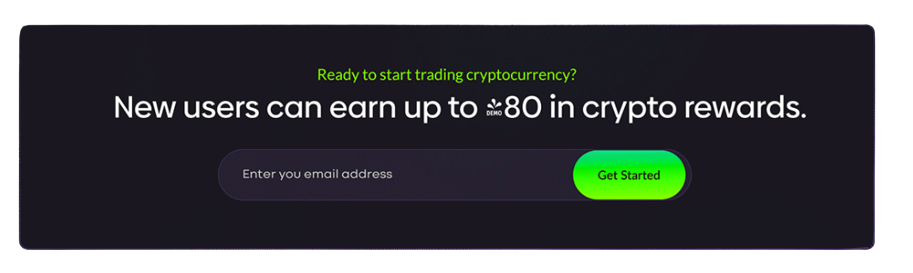 Ready to start trading cryptocurrency?
New users can earn up to DEMO 80 in crypto rewards.
Enter you email address
Get Started